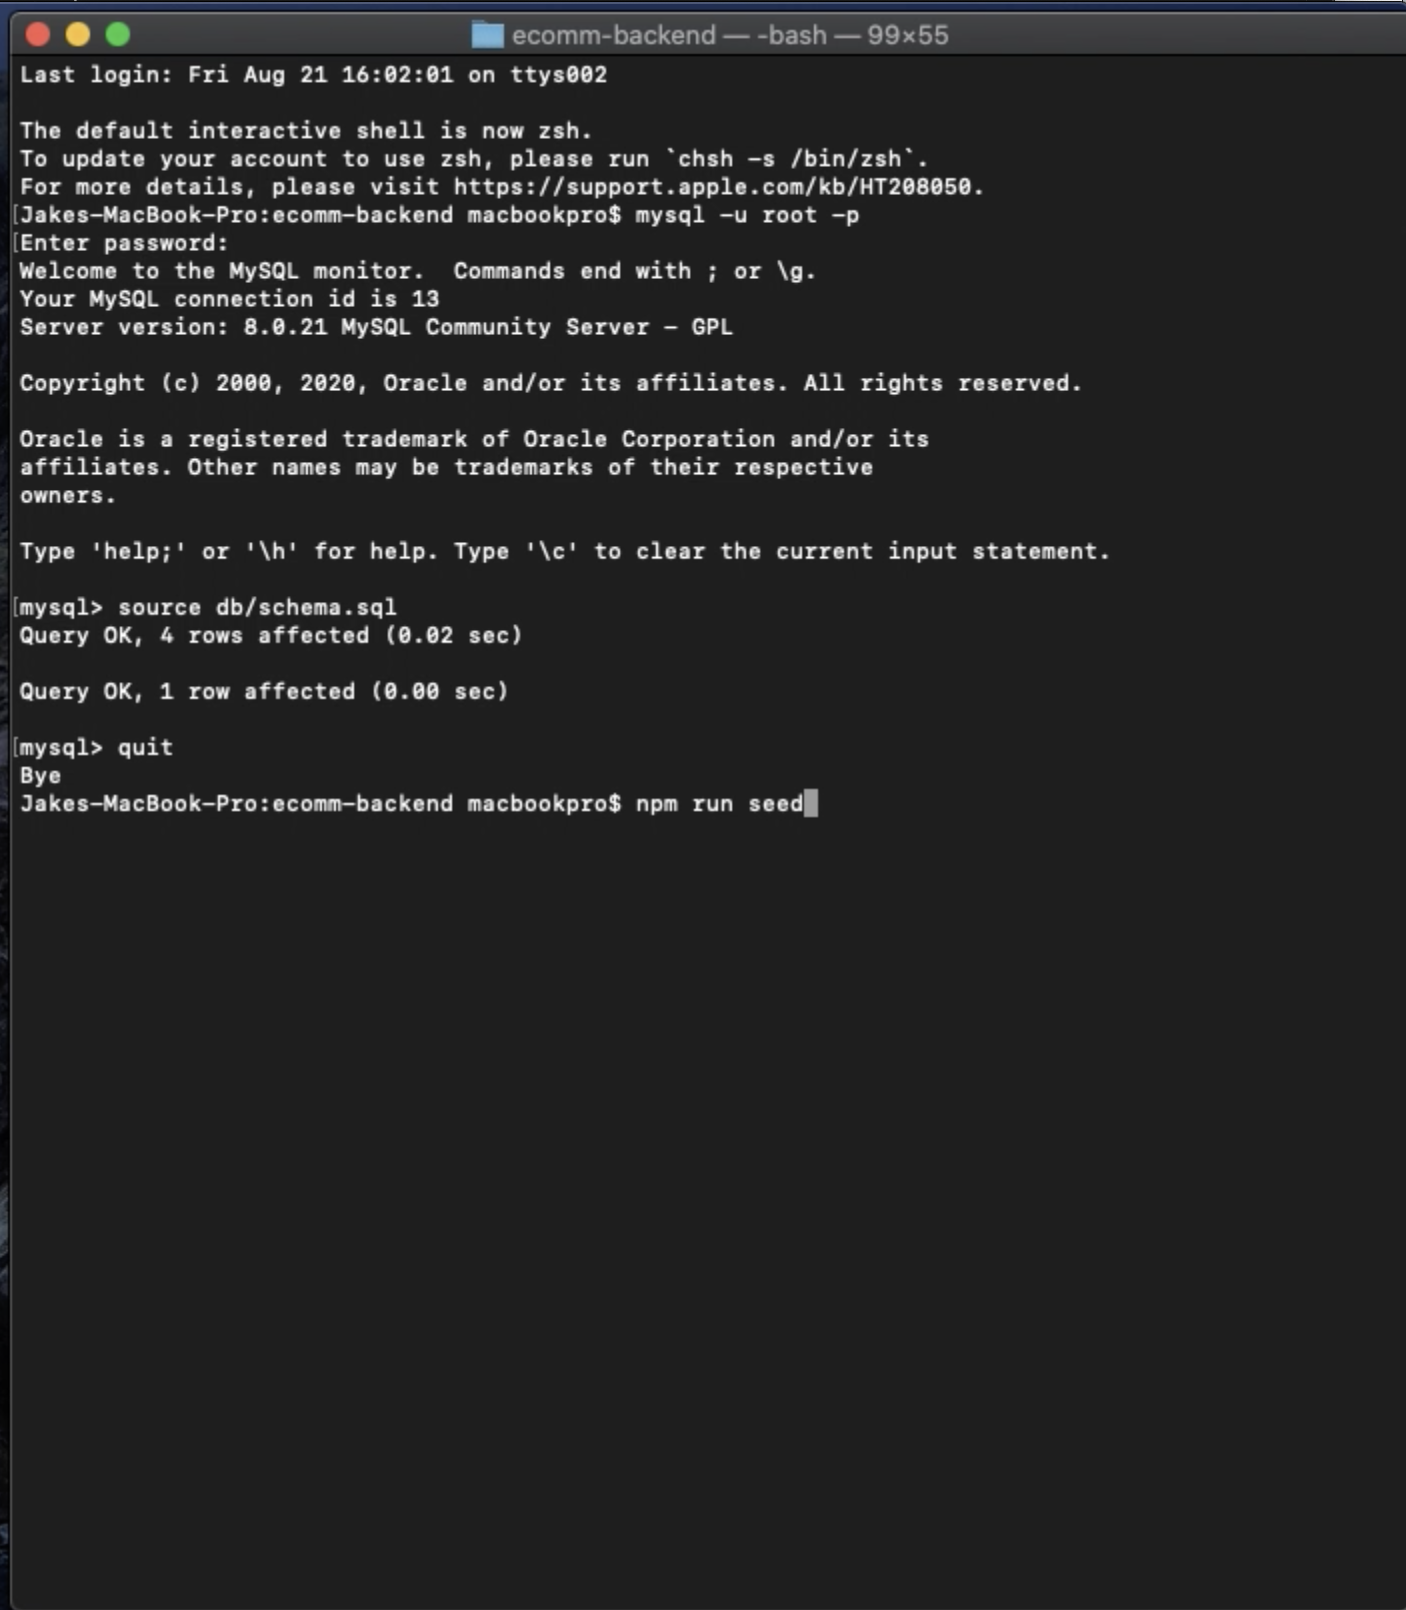 ecomm-backend — -bash — 99×55
Last login: Fri Aug 21 16:02:01 on ttys002
The default interactive shell is now zsh.
To update your account to use zsh, please run `chsh -s /bin/zsh`.
For more details, please visit https://support.apple.com/kb/HT208050.
[Jakes-MacBook-Pro:ecomm-backend macbookpro$ mysql -u root -p
[Enter password:
Welcome to the MySQL monitor.  Commands end with ; or \g.
Your MySQL connection id is 13
Server version: 8.0.21 MySQL Community Server - GPL
Copyright (c) 2000, 2020, Oracle and/or its affiliates. All rights reserved.
Oracle is a registered trademark of Oracle Corporation and/or its
affiliates. Other names may be trademarks of their respective
owners.
Type 'help;' or '\h' for help. Type '\c' to clear the current input statement.
[mysql> source db/schema.sql
Query OK, 4 rows affected (0.02 sec)
Query OK, 1 row affected (0.00 sec)
[mysql> quit
Bye
Jakes-MacBook-Pro:ecomm-backend macbookpro$ npm run seed